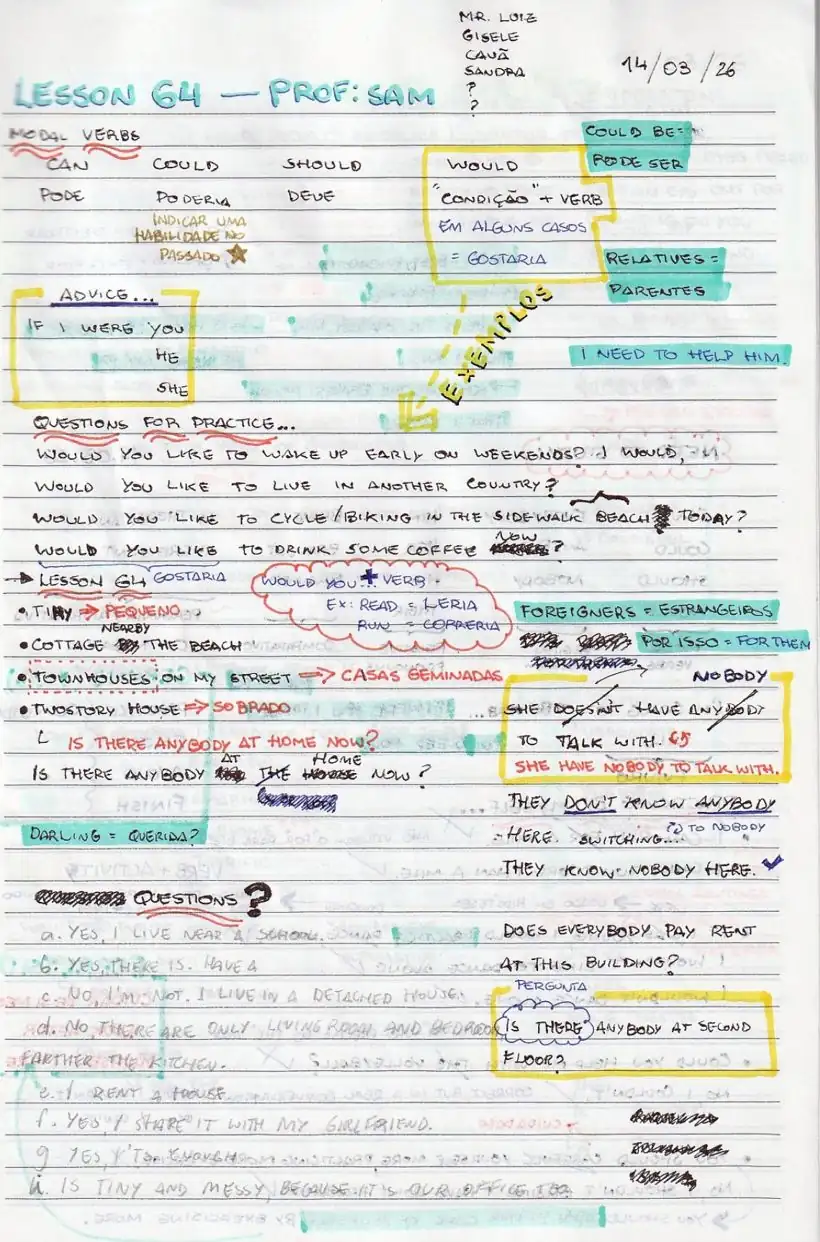 MR. LUIZ
GISELE
CAUÃ
SANDRA
?
?
14/03/26
LESSON 64 — PROF: SAM
MODAL VERBS
CAN COULD SHOULD WOULD
PODE PODERIA DEVE "CONDIÇÃO" + VERB
INDICAR UMA
HABILIDADE NO
PASSADO
EM ALGUNS CASOS
= GOSTARIA
COULD BE =
PODE SER
RELATIVES =
PARENTES
ADVICE...
IF I WERE YOU
HE
SHE
EXEMPLOS
I NEED TO HELP HIM.
QUESTIONS FOR PRACTICE...
WOULD YOU LIKE TO WAKE UP EARLY ON WEEKENDS? I WOULD,
WOULD YOU LIKE TO LIVE IN ANOTHER COUNTRY?
WOULD YOU LIKE TO CYCLE/BIKING IN THE SIDEWALK BEACH TODAY?
WOULD YOU LIKE TO DRINK SOME COFFEE NOW?
→ LESSON 64 GOSTARIA
WOULD YOU... + VERB.
EX: READ = LERIA
RUN = CORRERIA
• TINY ⇒ PEQUENO
NEARBY
• COTTAGE THE BEACH
• TOWNHOUSES ON MY STREET ⇒ CASAS GEMINADAS
• TWOSTORY HOUSE ⇒ SOBRADO
IS THERE ANYBODY AT HOME NOW?
AT HOME
IS THERE ANYBODY THE HOUSE NOW?
DARLING = QUERIDA?
FOREIGNERS = ESTRANGEIROS
POR ISSO = FOR THEM
NOBODY
SHE DOESN'T HAVE ANYBODY
TO TALK WITH.
SHE HAVE NOBODY TO TALK WITH.
THEY DON'T KNOW ANYBODY
HERE. SWITCHING... TO NOBODY
THEY KNOW NOBODY HERE.
DOES EVERYBODY PAY RENT
AT THIS BUILDING?
PERGUNTA
IS THERE ANYBODY AT SECOND
FLOOR?
QUESTIONS?
a. YES, I LIVE NEAR A SCHOOL.
b. YES, THERE IS. HAVE A
c. NO, I'M NOT. I LIVE IN A DETACHED HOUSE.
d. NO, THERE ARE ONLY LIVING ROOM AND BEDROOM
FARTHER THE KITCHEN.
e. I RENT A HOUSE
f. YES, I SHARE IT WITH MY GIRLFRIEND.
g YES, ENOUGH
h. IS TINY AND MESSY, BECAUSE IT'S OUR OFFICE TOO